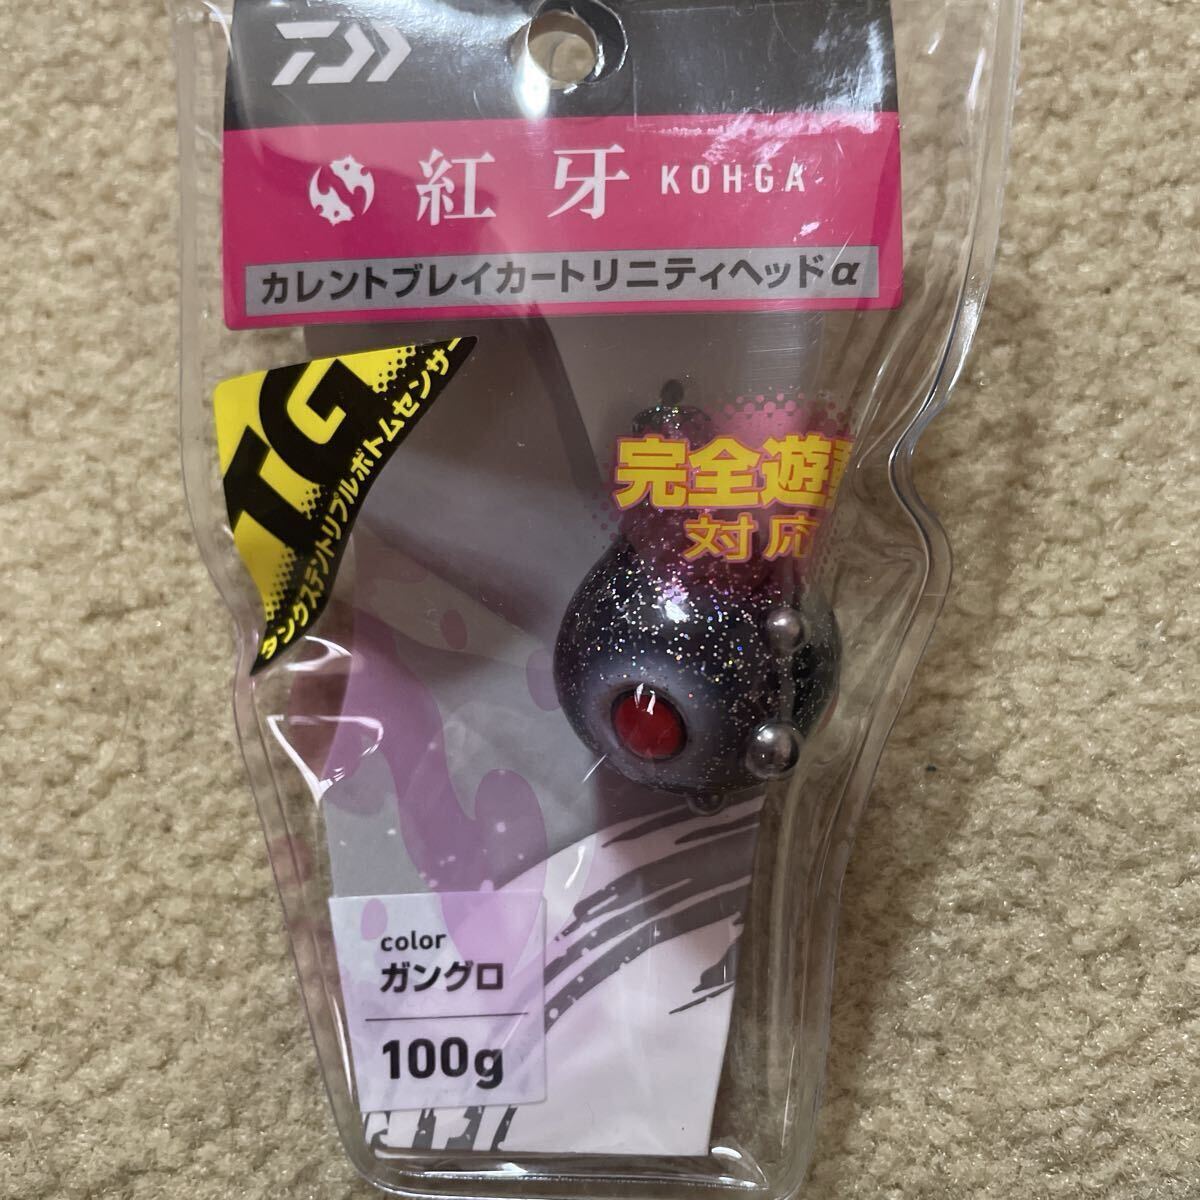 紅牙 KOHGA
カレントブレイカートリニティヘッドα
TG
タングステントリプルボトムセンサー
完全遊動
対応
color
ガングロ
100g